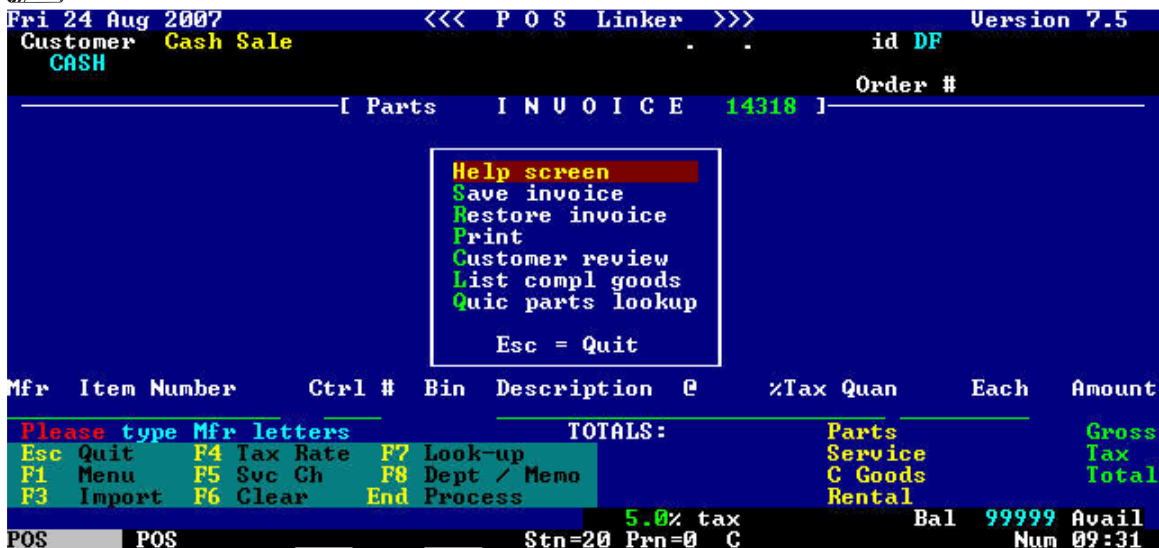 Fri 24 Aug 2007 <<< P O S Linker >>> Version 7.5
Customer Cash Sale . . id DF
CASH
Order #
[ Parts I N V O I C E 14318 ]
Help screen
Save invoice
Restore invoice
Print
Customer review
List compl goods
Quic parts lookup
Esc = Quit
Mfr Item Number Ctrl # Bin Description @ %Tax Quan Each Amount
Please type Mfr letters TOTALS: Parts Gross
Esc Quit F4 Tax Rate F7 Look-up Service Tax
F1 Menu F5 Svc Ch F8 Dept / Memo C Goods Total
F3 Import F6 Clear End Process Rental
5.0% tax Bal 99999 Avail
POS POS Stn=20 Prn=0 C Num 09:31